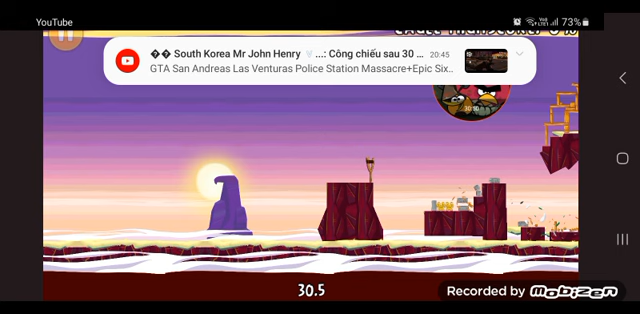 YouTube
73%
South Korea Mr John Henry ...: Công chiếu sau 30 ... 20:45
GTA San Andreas Las Venturas Police Station Massacre+Epic Six..
30.5
Recorded by Mobizen